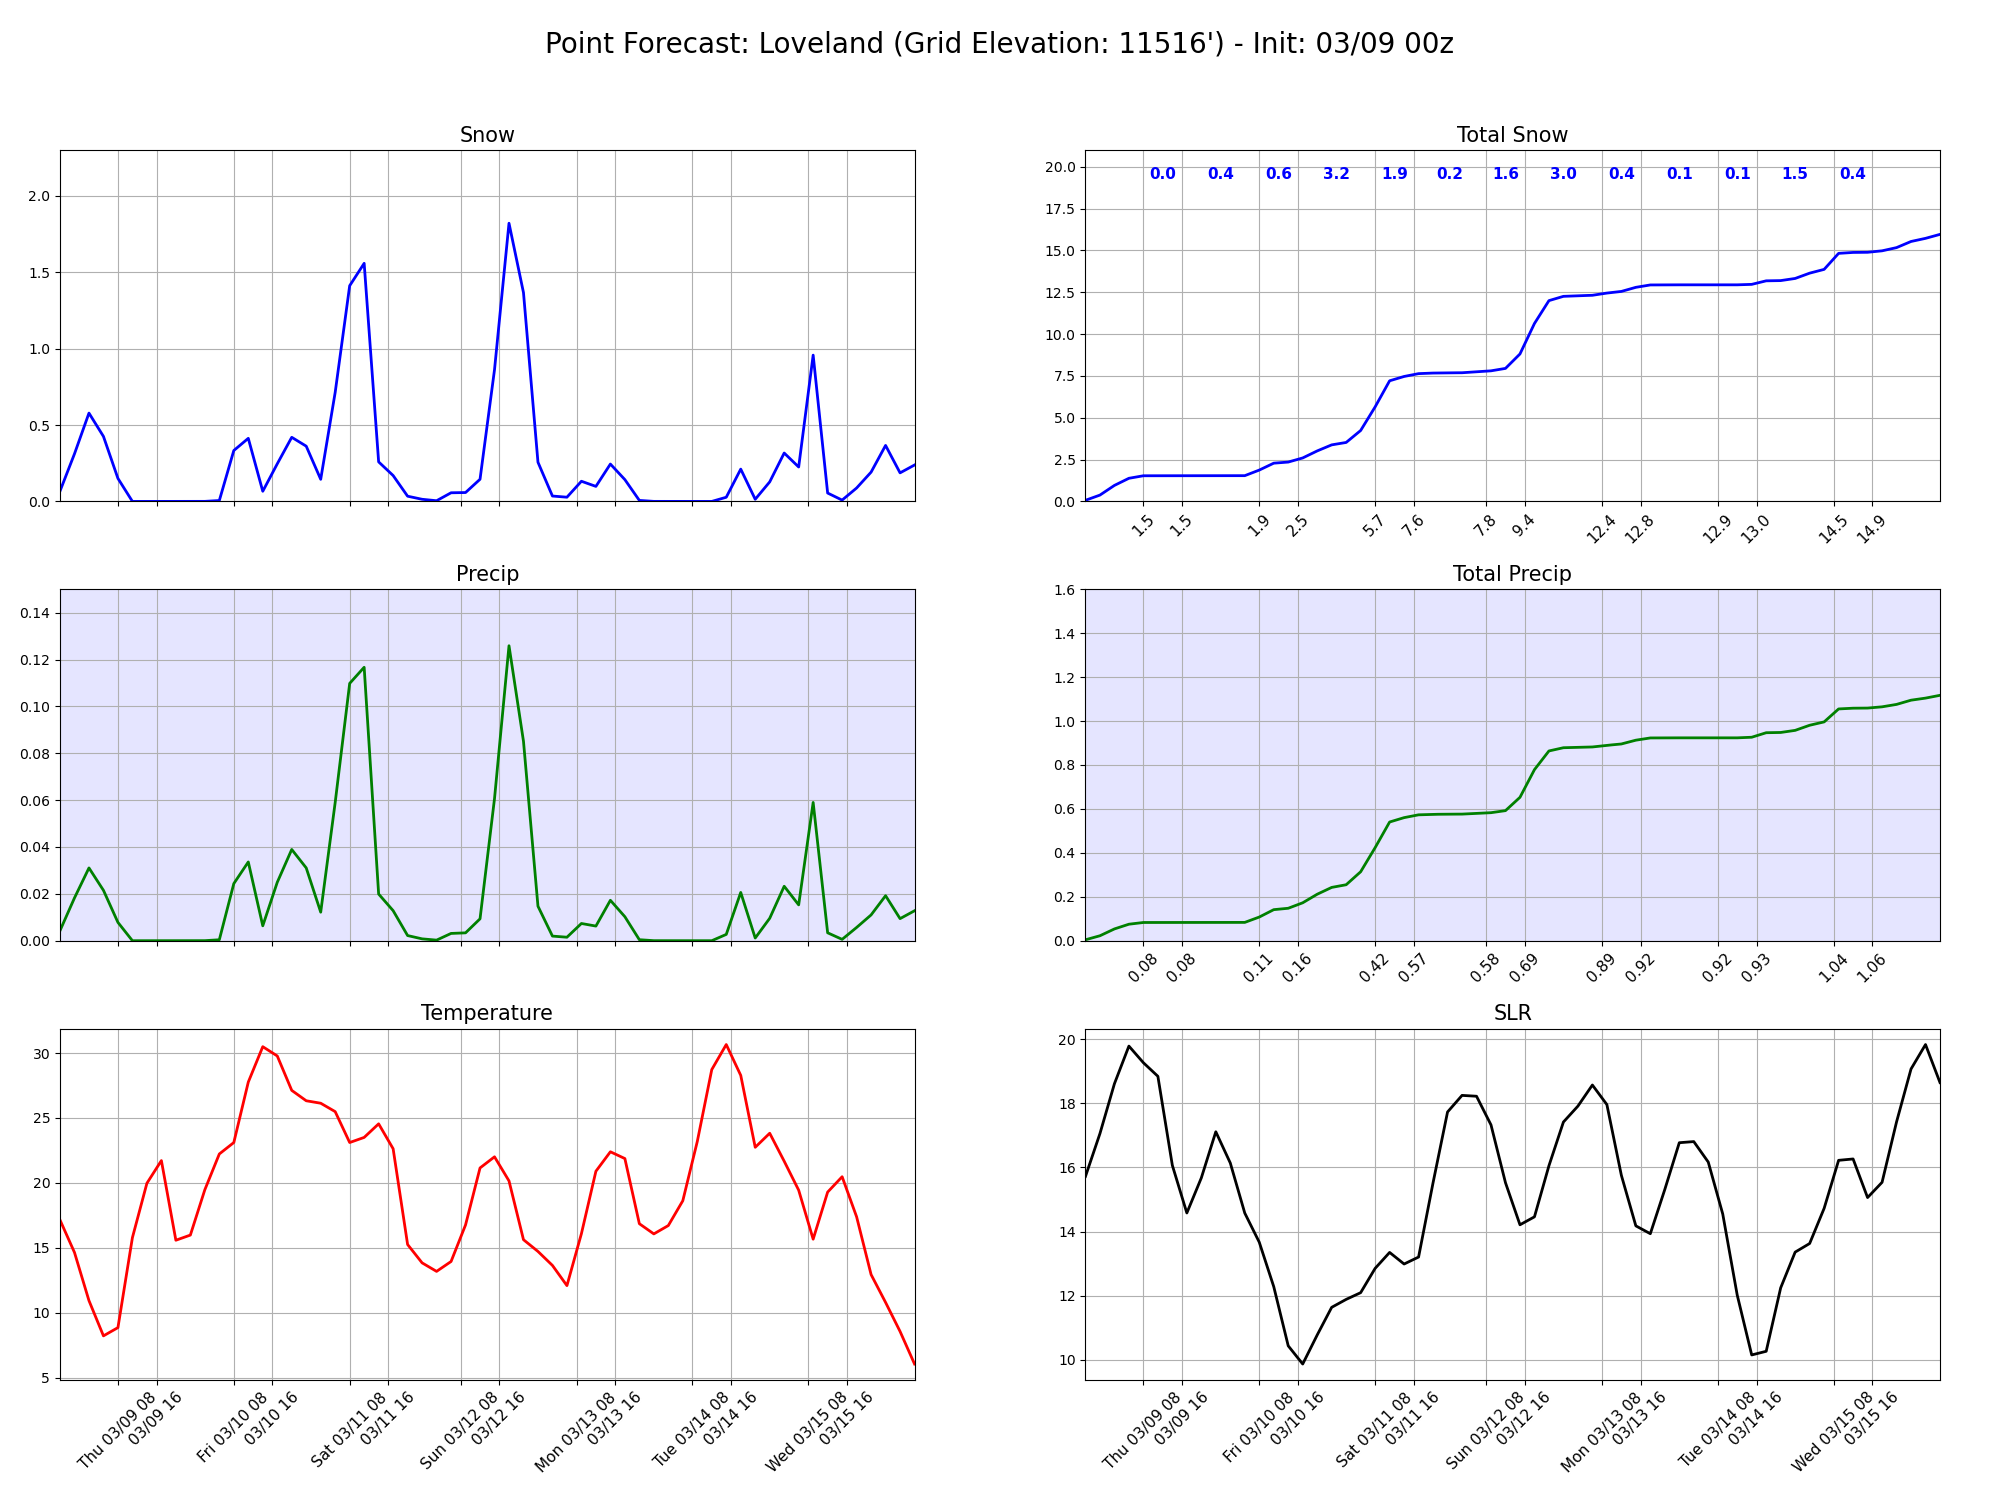 Point Forecast: Loveland (Grid Elevation: 11516') - Init: 03/09 00z
Snow
2.0
1.5
1.0
0.5
0.0
Total Snow
20.0
17.5
15.0
12.5
10.0
7.5
5.0
2.5
0.0
0.0 0.4 0.6 3.2 1.9 0.2 1.6 3.0 0.4 0.1 0.1 1.5 0.4
1.5 1.5 1.9 2.5 5.7 7.6 7.8 9.4 12.4 12.8 12.9 13.0 14.5 14.9
Precip
0.14
0.12
0.10
0.08
0.06
0.04
0.02
0.00
Total Precip
1.6
1.4
1.2
1.0
0.8
0.6
0.4
0.2
0.0
0.08 0.08 0.11 0.16 0.42 0.57 0.58 0.69 0.89 0.92 0.92 0.93 1.04 1.06
Temperature
30
25
20
15
10
5
Thu 03/09 08
03/09 16
Fri 03/10 08
03/10 16
Sat 03/11 08
03/11 16
Sun 03/12 08
03/12 16
Mon 03/13 08
03/13 16
Tue 03/14 08
03/14 16
Wed 03/15 08
03/15 16
SLR
20
18
16
14
12
10
Thu 03/09 08
03/09 16
Fri 03/10 08
03/10 16
Sat 03/11 08
03/11 16
Sun 03/12 08
03/12 16
Mon 03/13 08
03/13 16
Tue 03/14 08
03/14 16
Wed 03/15 08
03/15 16